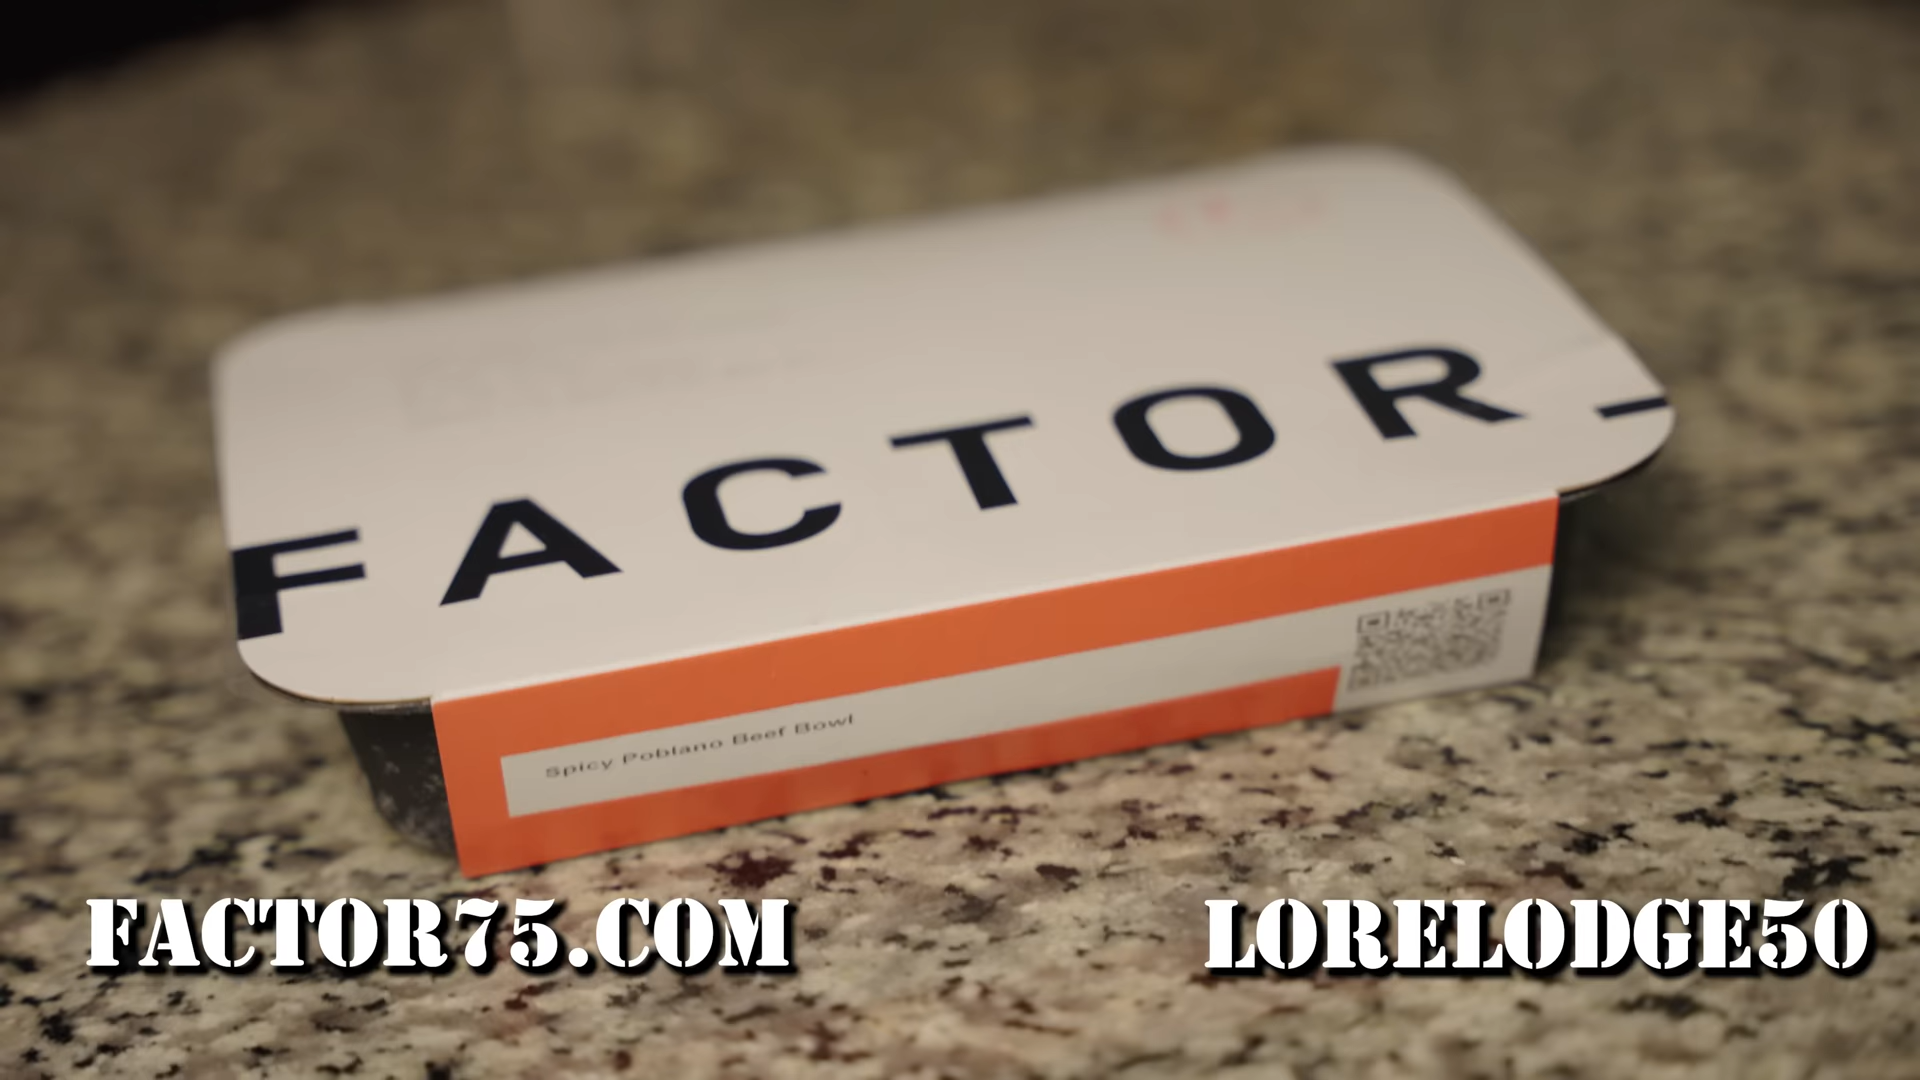 FACTOR_
Spicy Poblano Beef Bowl
FACTOR75.COM
LORELODGE50